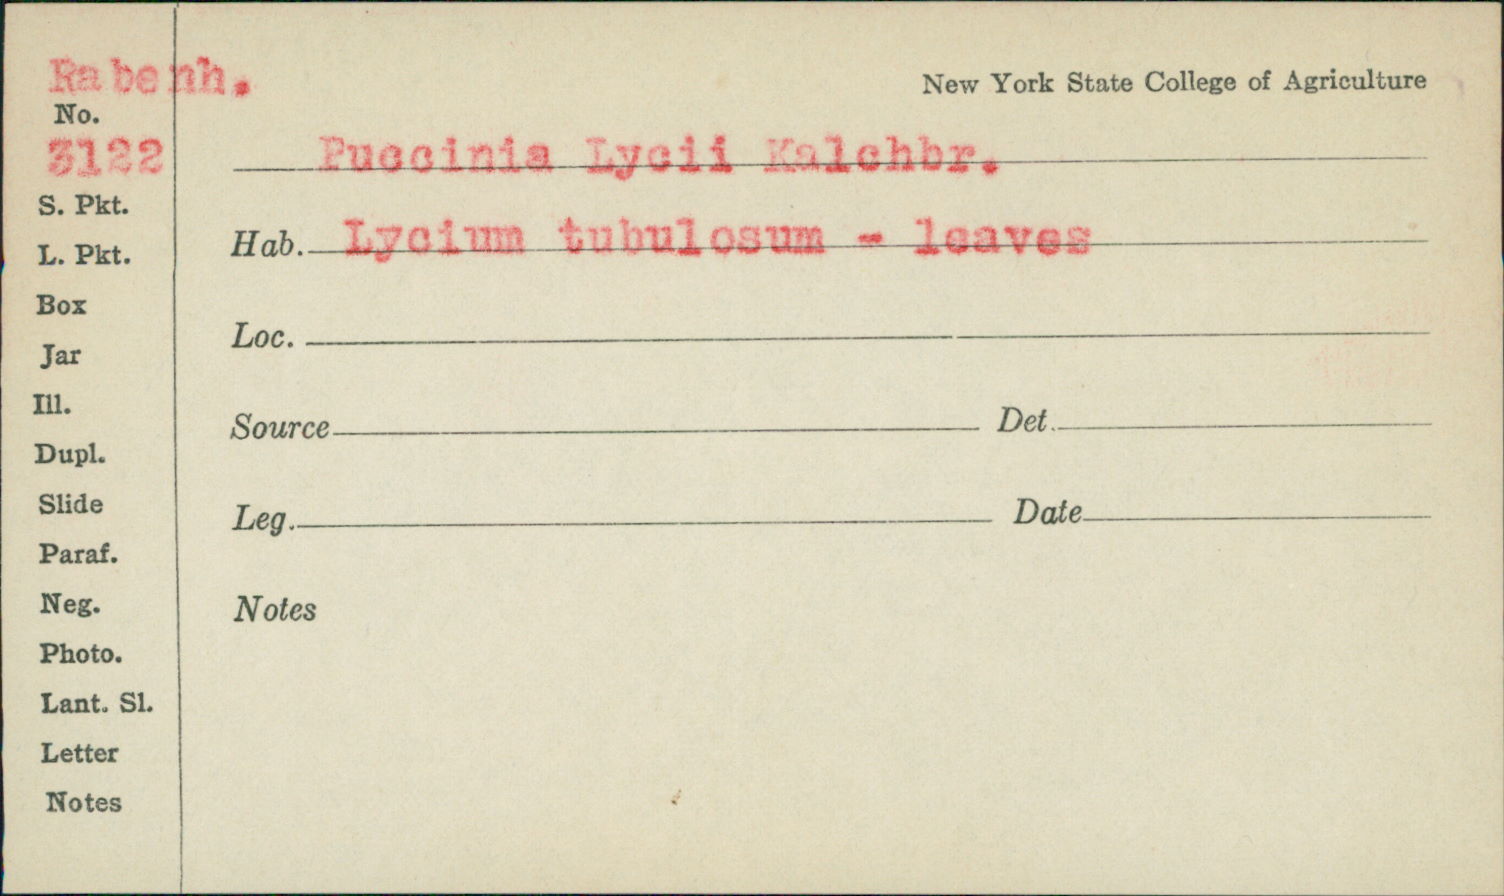 Rabenh.
New York State College of Agriculture
No.
3122
Puccinia Lycii Kalchbr.
S. Pkt.
Hab. Lycium tubulosum - leaves
L. Pkt.
Box
Loc.
Jar
Ill.
Source Det.
Dupl.
Slide
Leg. Date
Paraf.
Neg.
Notes
Photo.
Lant. Sl.
Letter
Notes